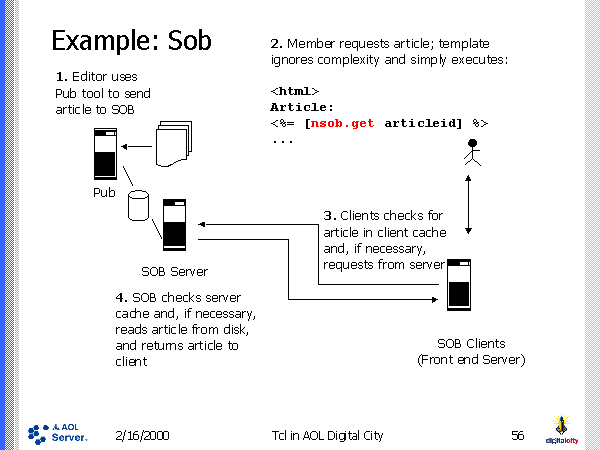 Example: Sob
1. Editor uses
Pub tool to send
article to SOB
2. Member requests article; template
ignores complexity and simply executes:
<html>
Article:
<%= [nsob.get articleid] %>
...
Pub
3. Clients checks for
article in client cache
and, if necessary,
requests from server
SOB Server
4. SOB checks server
cache and, if necessary,
reads article from disk,
and returns article to
client
SOB Clients
(Front end Server)
AOL
Server.
2/16/2000
Tcl in AOL Digital City
56
digitalcity